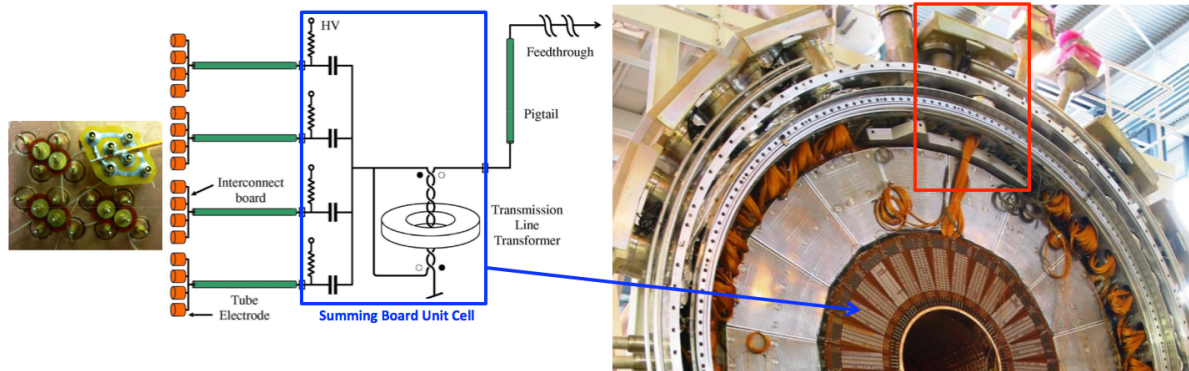 HV
Feedthrough
Pigtail
Interconnect
board
Transmission
Line
Transformer
Tube
Electrode
Summing Board Unit Cell